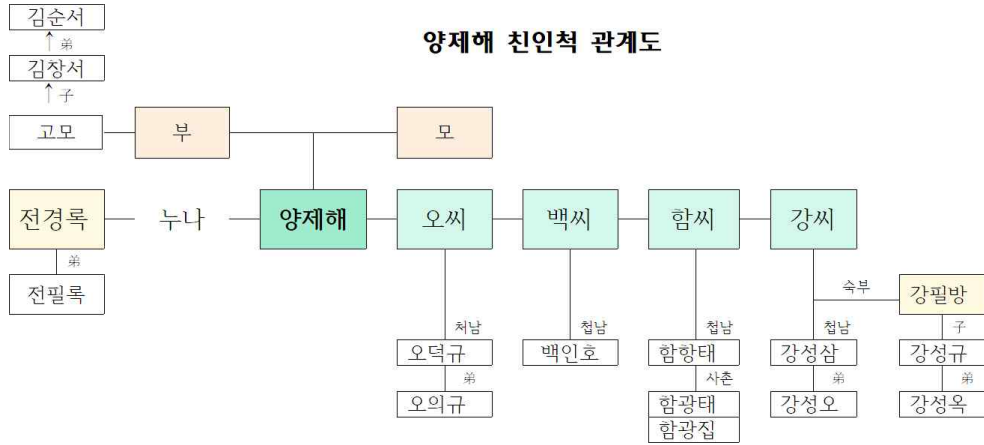 양제해 친인척 관계도
김순서
弟
김창서
子
고모
부
모
전경록
누나
양제해
오씨
백씨
함씨
강씨
弟
전필록
숙부
강필방
처남
첩남
첩남
첩남
子
오덕규
백인호
함항태
강성삼
강성규
弟
사촌
弟
弟
오의규
함광태
강성오
강성옥
함광집